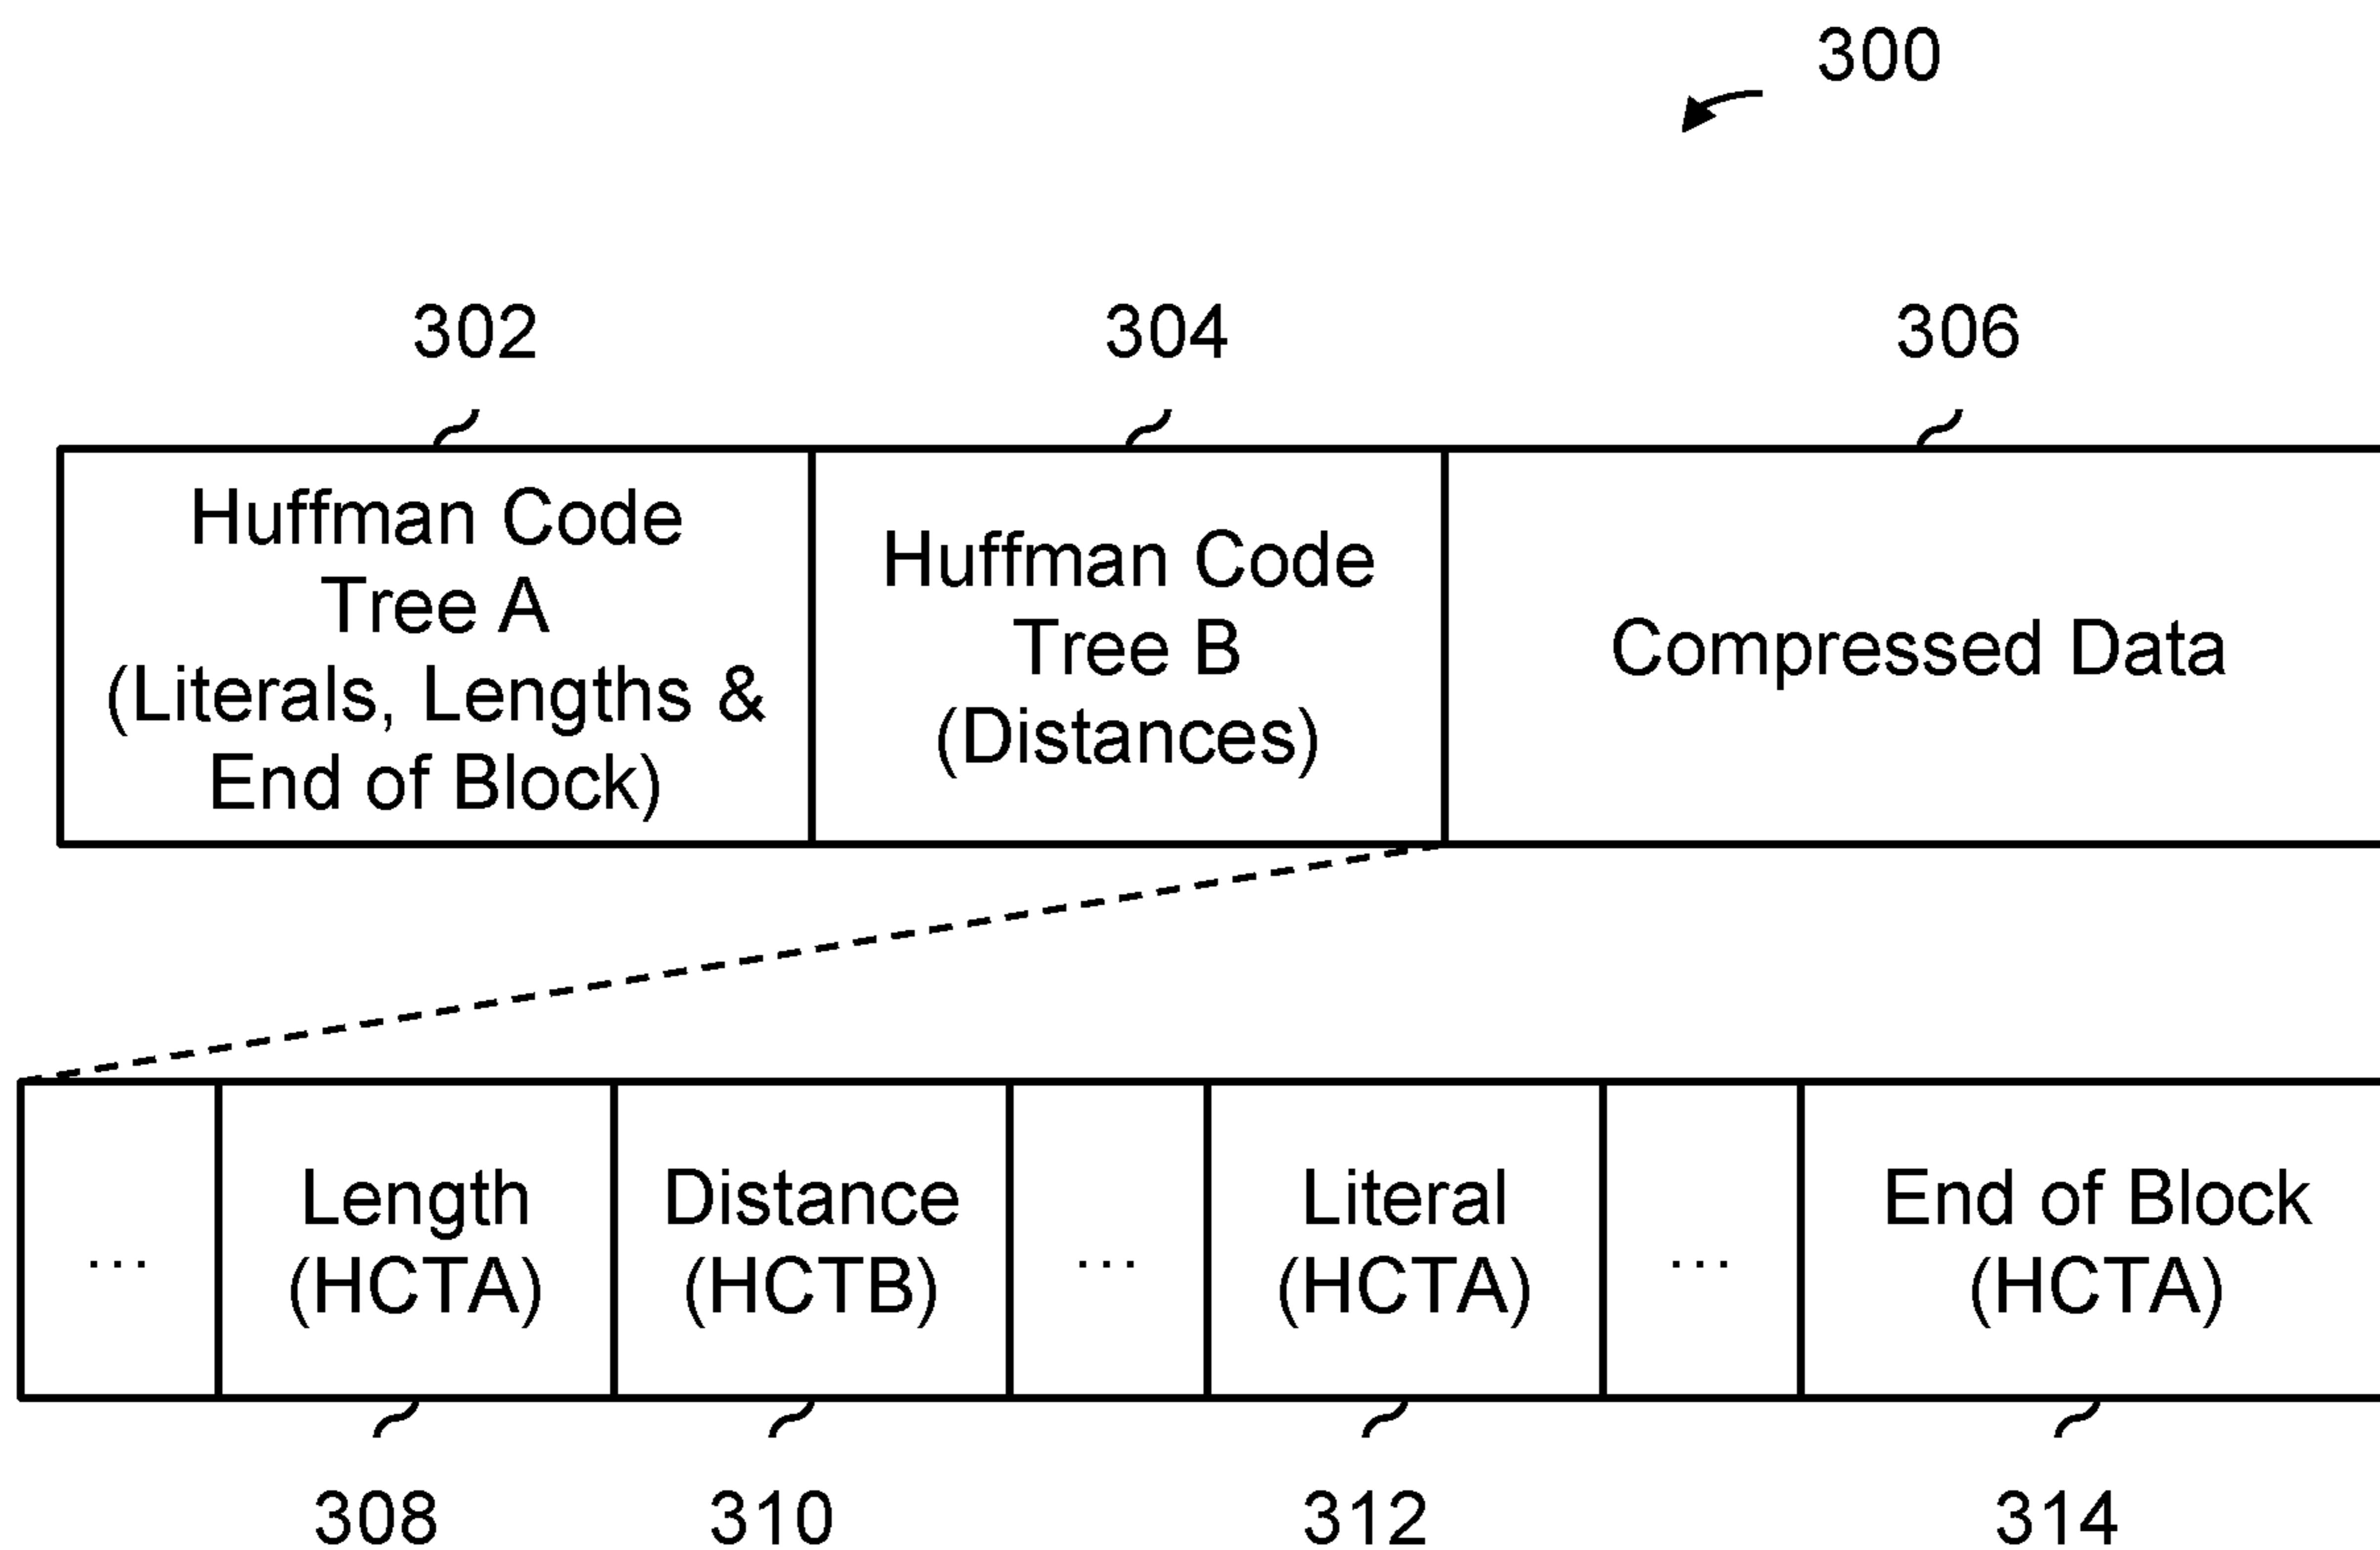 300
302
304
306
Huffman Code
Tree A
(Literals, Lengths &
End of Block)
Huffman Code
Tree B
(Distances)
Compressed Data
...
Length
(HCTA)
Distance
(HCTB)
...
Literal
(HCTA)
...
End of Block
(HCTA)
308
310
312
314